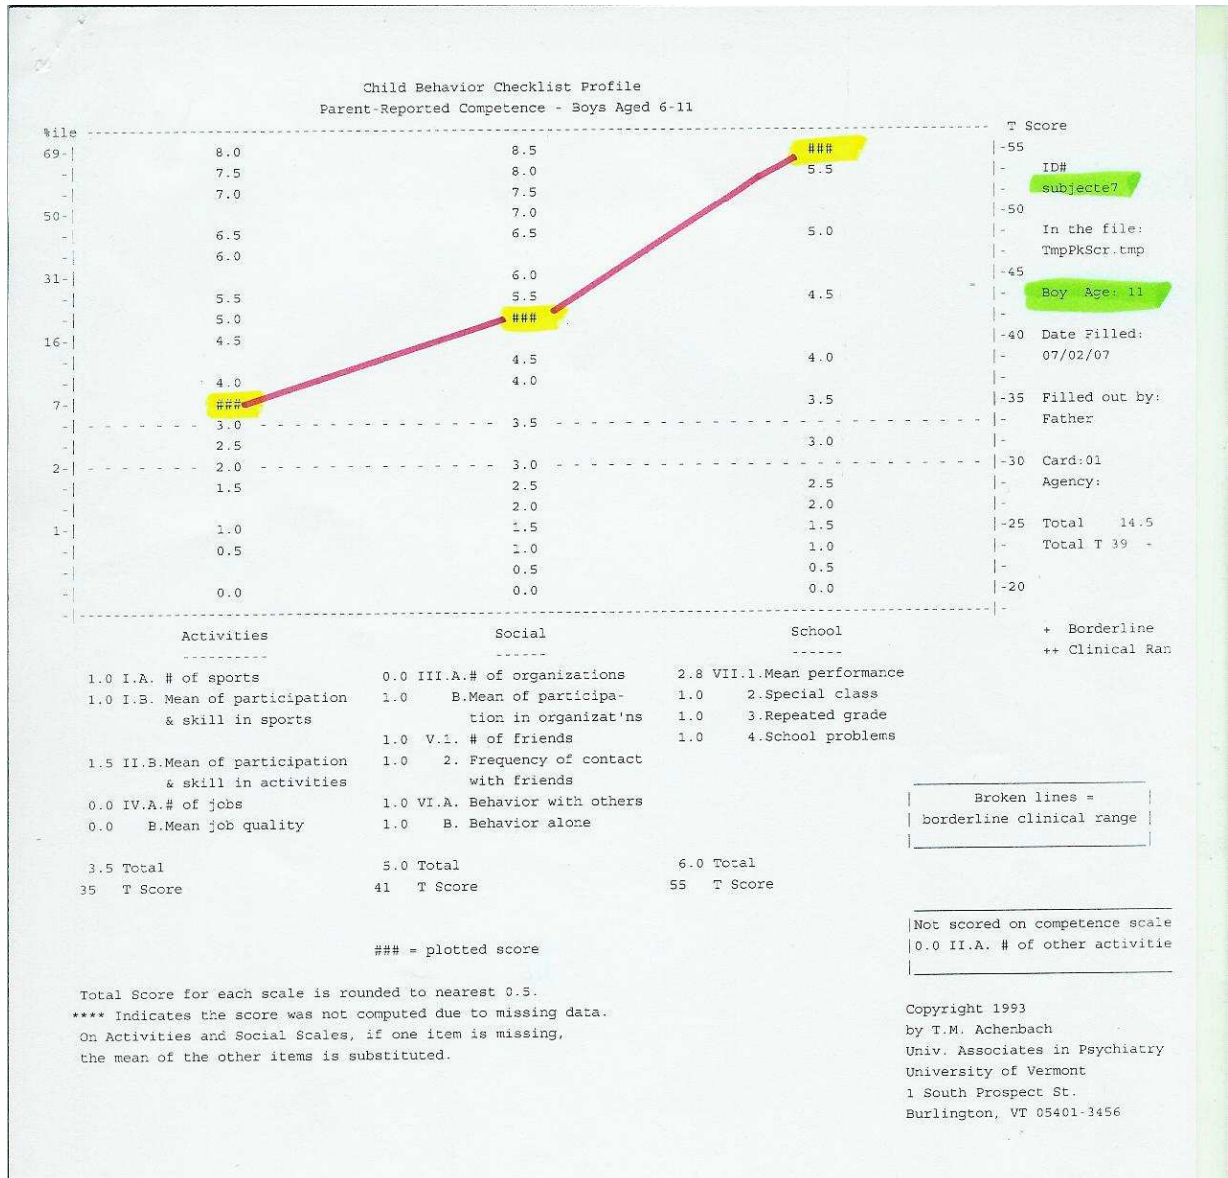 Child Behavior Checklist Profile
Parent-Reported Competence - Boys Aged 6-11
%ile T Score
69- 8.0 8.5 ### -55
7.5 8.0 5.5 ID#
7.0 7.5 subjecte7
50- 7.0 -50
6.5 6.5 5.0 In the file:
6.0 TmpPkScr.tmp
31- 6.0 -45
5.5 5.5 4.5 Boy Age: 11
5.0 ###
16- 4.5 -40 Date Filled:
4.5 4.0 07/02/07
4.0 4.0
7- ### 3.5 -35 Filled out by:
3.0 3.5 Father
2.5 3.0
2- 2.0 3.0 -30 Card:01
1.5 2.5 2.5 Agency:
2.0 2.0
1- 1.0 1.5 1.5 -25 Total 14.5
0.5 1.0 1.0 Total T 39 -
0.5 0.5
0.0 0.0 0.0 -20
Activities Social School + Borderline
++ Clinical Ran
1.0 I.A. # of sports 0.0 III.A.# of organizations 2.8 VII.1.Mean performance
1.0 I.B. Mean of participation 1.0 B.Mean of participa- 1.0 2.Special class
& skill in sports tion in organizat'ns 1.0 3.Repeated grade
1.0 V.1. # of friends 1.0 4.School problems
1.5 II.B.Mean of participation 1.0 2. Frequency of contact
& skill in activities with friends
0.0 IV.A.# of jobs 1.0 VI.A. Behavior with others Broken lines =
0.0 B.Mean job quality 1.0 B. Behavior alone borderline clinical range
3.5 Total 5.0 Total 6.0 Total
35 T Score 41 T Score 55 T Score
Not scored on competence scale
### = plotted score 0.0 II.A. # of other activitie
Total Score for each scale is rounded to nearest 0.5.
**** Indicates the score was not computed due to missing data.
On Activities and Social Scales, if one item is missing,
the mean of the other items is substituted.
Copyright 1993
by T.M. Achenbach
Univ. Associates in Psychiatry
University of Vermont
1 South Prospect St.
Burlington, VT 05401-3456